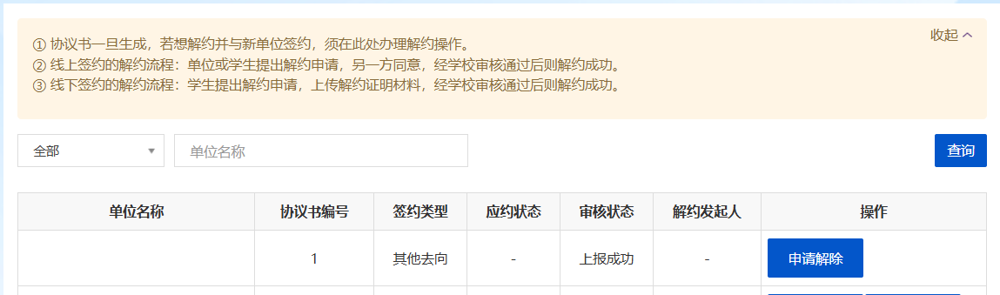 收起
① 协议书一旦生成，若想解约并与新单位签约，须在此处办理解约操作。
② 线上签约的解约流程：单位或学生提出解约申请，另一方同意，经学校审核通过后则解约成功。
③ 线下签约的解约流程：学生提出解约申请，上传解约证明材料，经学校审核通过后则解约成功。
全部 单位名称 查询
单位名称 协议书编号 签约类型 应约状态 审核状态 解约发起人 操作
1 其他去向 - 上报成功 - 申请解除